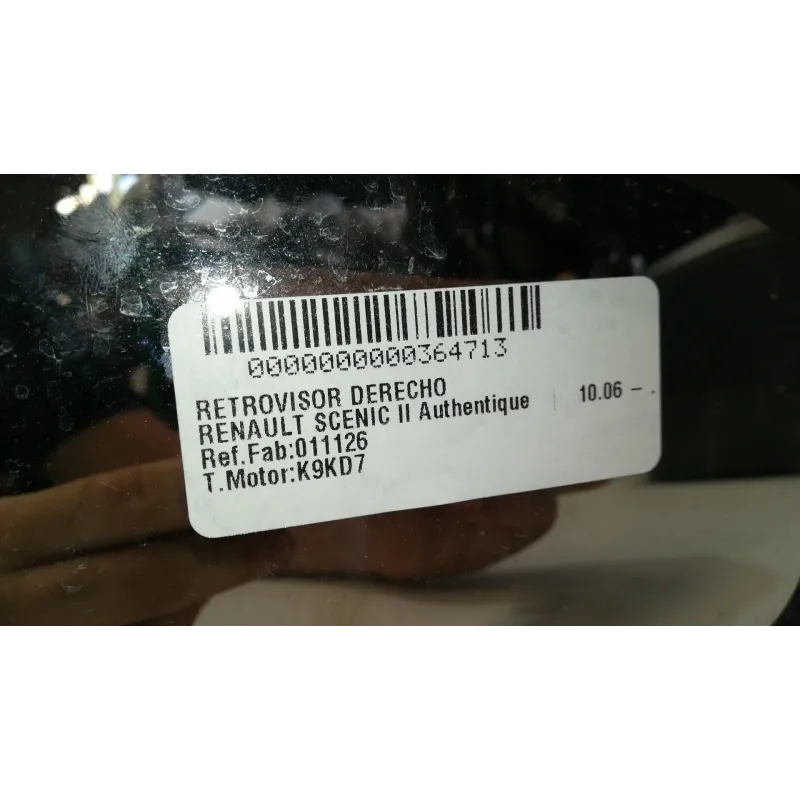 0000000000364713
RETROVISOR DERECHO
RENAULT SCENIC II Authentique | 10.06 - .
Ref.Fab:011126
T.Motor:K9KD7